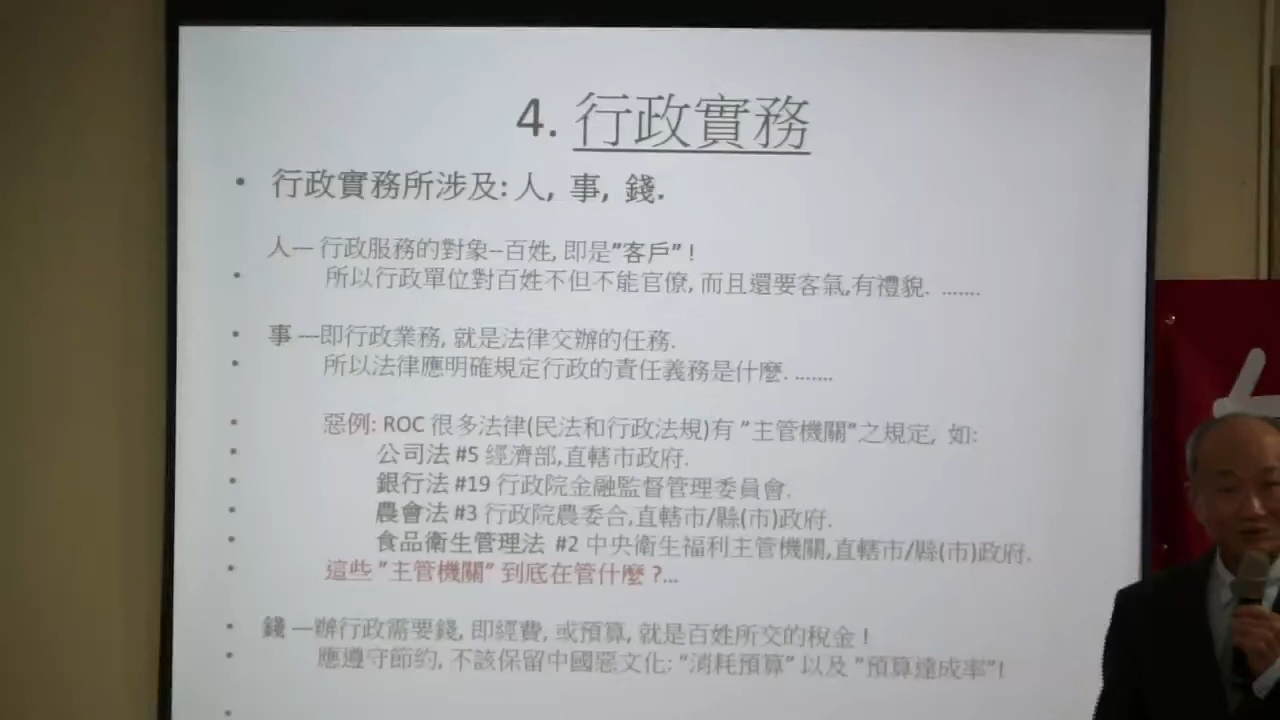 4. 行政實務
• 行政實務所涉及: 人, 事, 錢.
人— 行政服務的對象--百姓, 即是"客戶" !
• 所以行政單位對百姓不但不能官僚, 而且還要客氣,有禮貌. .......
• 事 —即行政業務, 就是法律交辦的任務.
• 所以法律應明確規定行政的責任義務是什麼. .......
• 惡例: ROC 很多法律(民法和行政法規)有 "主管機關"之規定, 如:
• 公司法 #5 經濟部,直轄市政府.
• 銀行法 #19 行政院金融監督管理委員會.
• 農會法 #3 行政院農委合,直轄市/縣(市)政府.
• 食品衛生管理法 #2 中央衛生福利主管機關,直轄市/縣(市)政府.
• 這些 "主管機關" 到底在管什麼 ?...
• 錢 —辦行政需要錢, 即經費, 或預算, 就是百姓所交的稅金 !
• 應遵守節約, 不該保留中國惡文化: "消耗預算" 以及 "預算達成率"!